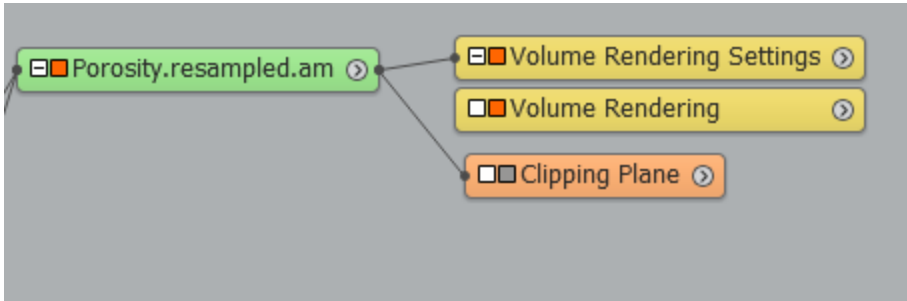 Porosity.resampled.am
Volume Rendering Settings
Volume Rendering
Clipping Plane